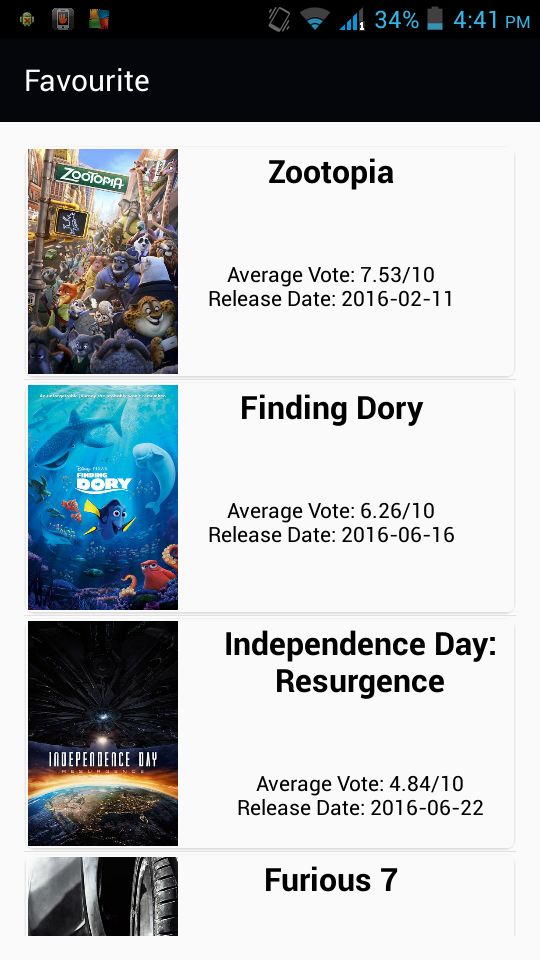 34% 4:41 PM
Favourite
ZOOTOPIA
Zootopia
Average Vote: 7.53/10
Release Date: 2016-02-11
Disney PIXAR
FINDING
DORY
Finding Dory
Average Vote: 6.26/10
Release Date: 2016-06-16
INDEPENDENCE DAY
RESURGENCE
Independence Day:
Resurgence
Average Vote: 4.84/10
Release Date: 2016-06-22
Furious 7